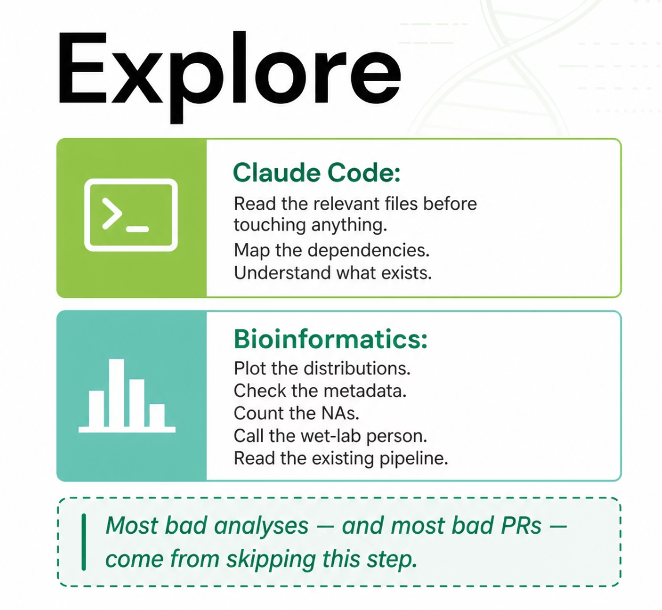 Explore
Claude Code:
Read the relevant files before
touching anything.
Map the dependencies.
Understand what exists.
Bioinformatics:
Plot the distributions.
Check the metadata.
Count the NAs.
Call the wet-lab person.
Read the existing pipeline.
Most bad analyses — and most bad PRs —
come from skipping this step.